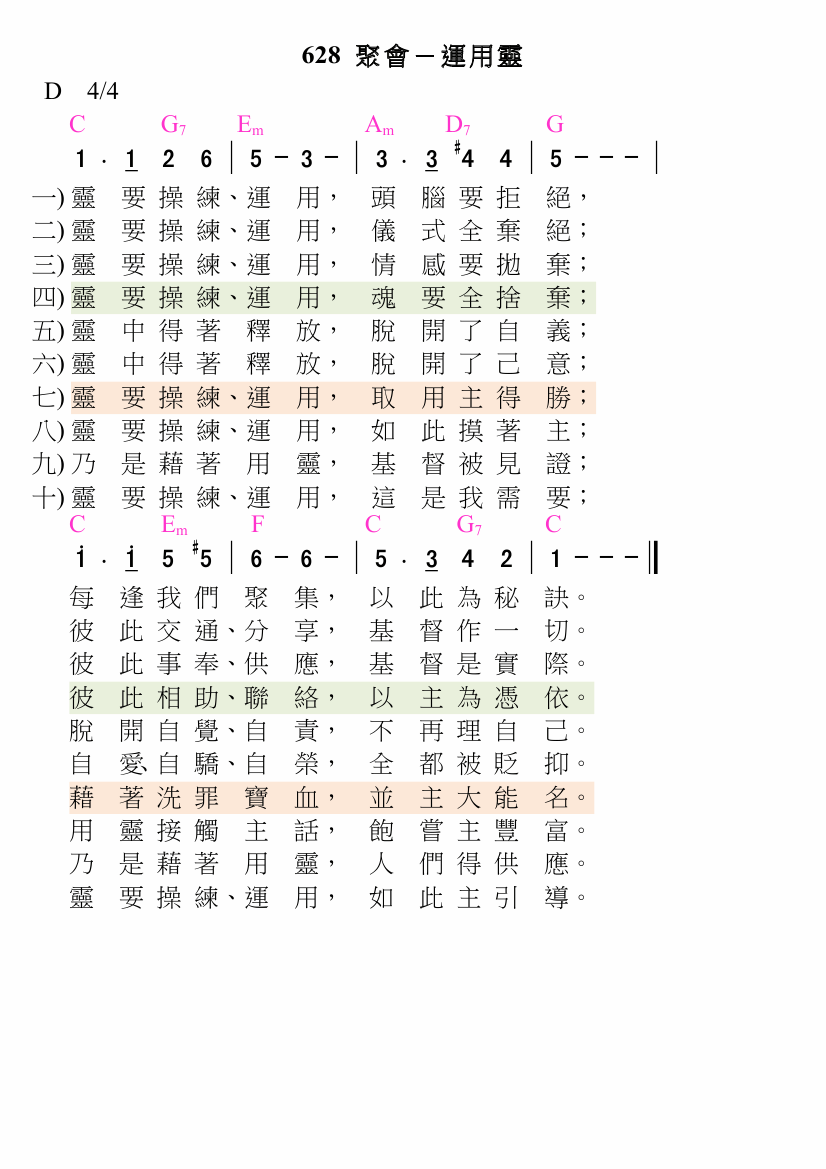 628 聚會－運用靈
D 4/4
C G7 Em Am D7 G
1 . 1 2 6 | 5 － 3 － | 3 . 3 #4 4 | 5 － － － |
一) 靈要操練、運用，頭腦要拒絕，
二) 靈要操練、運用，儀式全棄絕；
三) 靈要操練、運用，情感要拋棄；
四) 靈要操練、運用，魂要全捨棄；
五) 靈中得著釋放，脫開了自義；
六) 靈中得著釋放，脫開了己意；
七) 靈要操練、運用，取用主得勝；
八) 靈要操練、運用，如此摸著主；
九) 乃是藉著用靈，基督被見證；
十) 靈要操練、運用，這是我需要；
C Em F C G7 C
i . i 5 #5 | 6 － 6 － | 5 . 3 4 2 | 1 － － － ‖
每逢我們聚集，以此為秘訣。
彼此交通、分享，基督作一切。
彼此事奉、供應，基督是實際。
彼此相助、聯絡，以主為憑依。
脫開自覺、自責，不再理自己。
自愛、自驕、自榮，全都被貶抑。
藉著洗罪寶血，並主大能名。
用靈接觸主話，飽嘗主豐富。
乃是藉著用靈，人們得供應。
靈要操練、運用，如此主引導。